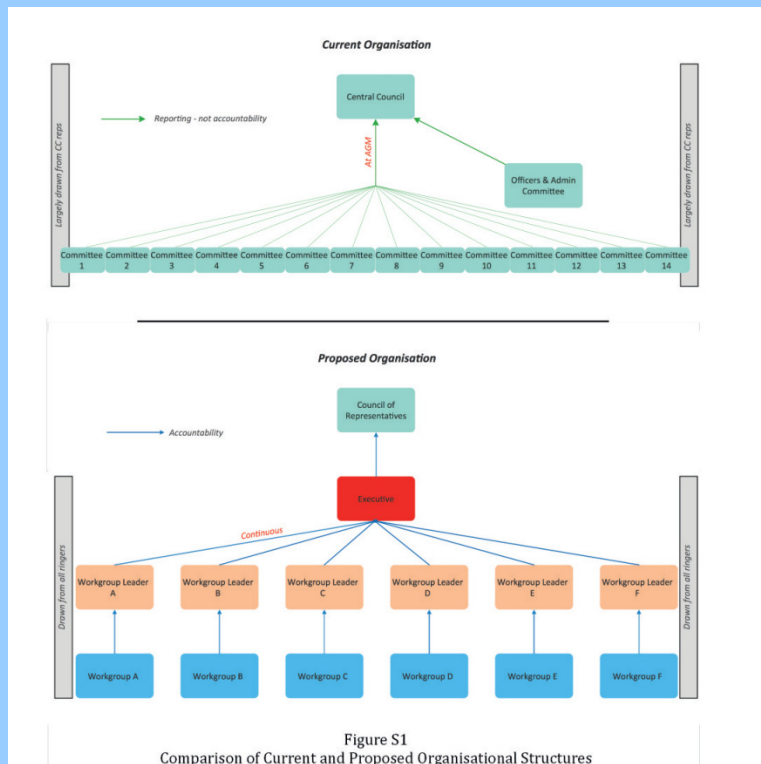 Current Organisation
Largely drawn from CC reps
Reporting - not accountability
Central Council
At AGM
Officers & Admin
Committee
Largely drawn from CC reps
Committee
1
Committee
2
Committee
3
Committee
4
Committee
5
Committee
6
Committee
7
Committee
8
Committee
9
Committee
10
Committee
11
Committee
12
Committee
13
Committee
14
Proposed Organisation
Council of
Representatives
Accountability
Executive
Continuous
Drawn from all ringers
Workgroup Leader
A
Workgroup Leader
B
Workgroup Leader
C
Workgroup Leader
D
Workgroup Leader
E
Workgroup Leader
F
Drawn from all ringers
Workgroup A
Workgroup B
Workgroup C
Workgroup D
Workgroup E
Workgroup F
Figure S1
Comparison of Current and Proposed Organisational Structures